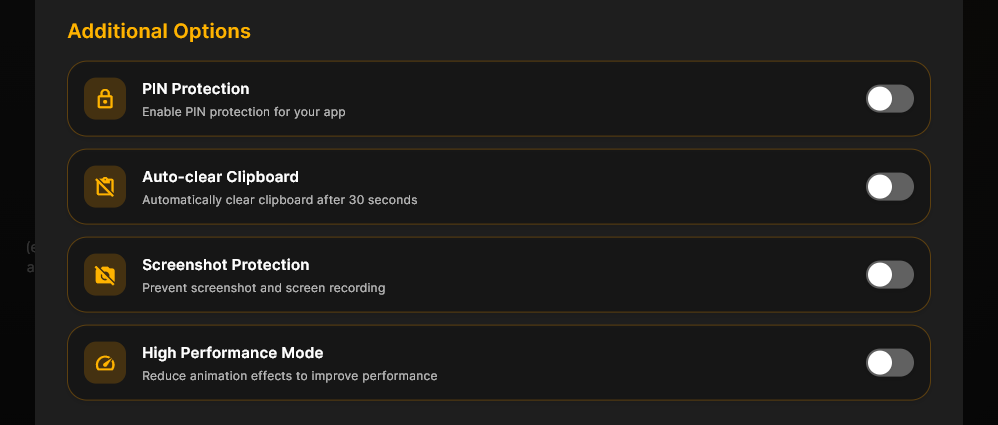 Additional Options
PIN Protection
Enable PIN protection for your app
Auto-clear Clipboard
Automatically clear clipboard after 30 seconds
Screenshot Protection
Prevent screenshot and screen recording
High Performance Mode
Reduce animation effects to improve performance